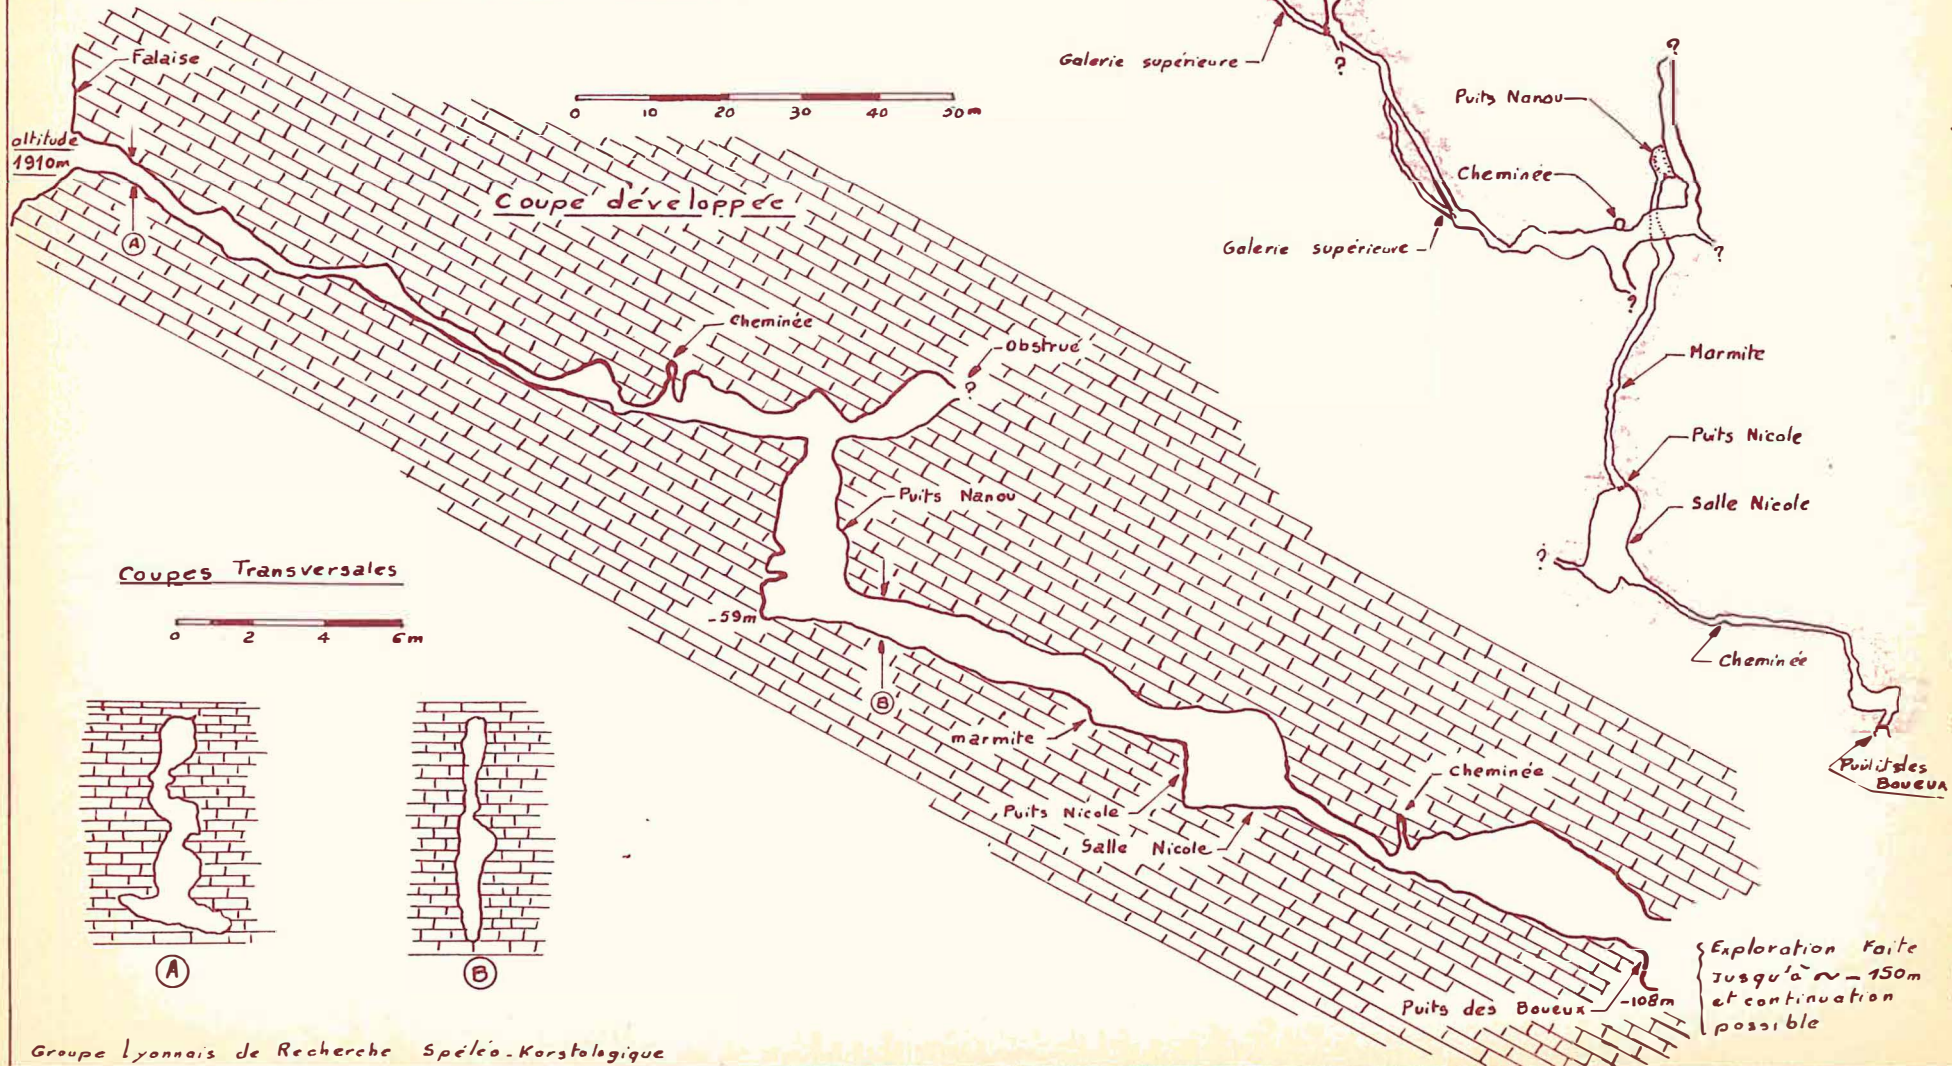 Falaise
altitude
1910m
A
0 10 20 30 40 50m
Coupe développée
cheminée
obstrué
?
Puits Nanou
-59m
B
marmite
Puits Nicole
Salle Nicole
cheminée
Puits des Boueux
-108m
Exploration faite
Jusqu'à ~ -150m
et continuation
possible
Coupes Transversales
0 2 4 6m
A
B
Groupe Lyonnais de Recherche Spéléo-Karstologique
Galerie supérieure
?
?
Puits Nanou
Cheminée
Galerie supérieure
?
?
Marmite
Puits Nicole
Salle Nicole
?
Cheminée
Boueux